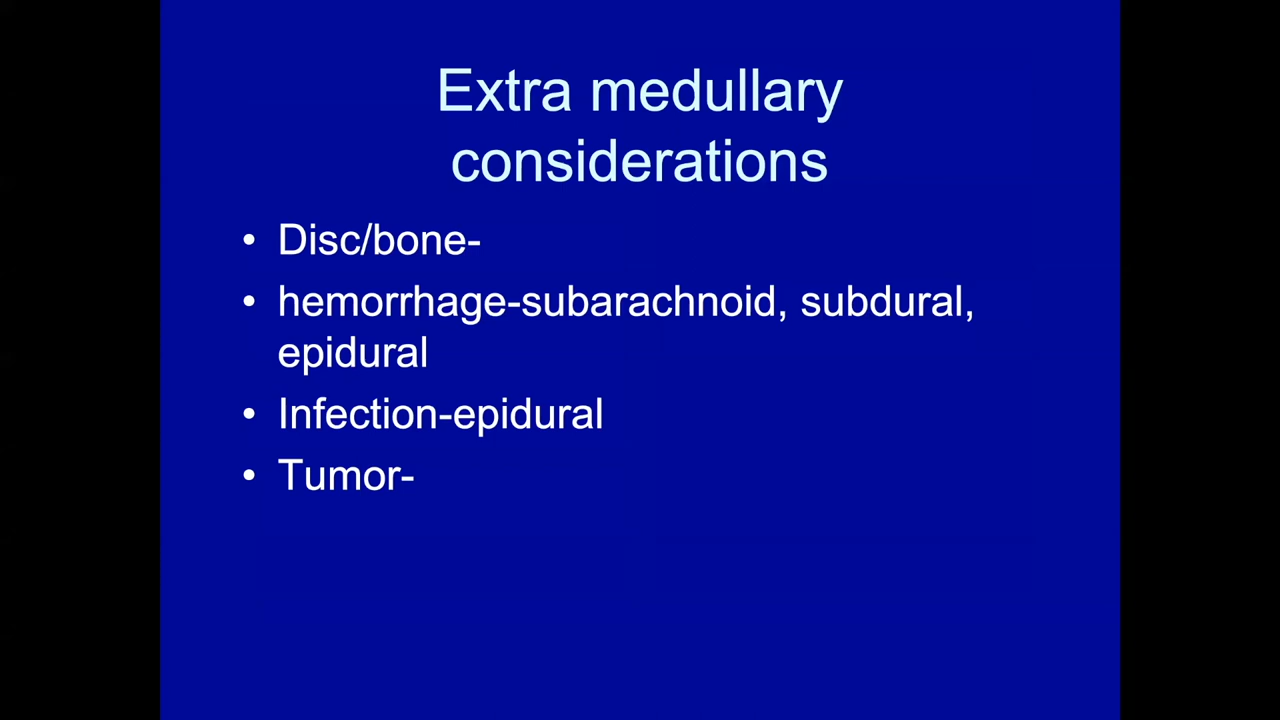 Extra medullary
considerations
• Disc/bone-
• hemorrhage-subarachnoid, subdural,
epidural
• Infection-epidural
• Tumor-